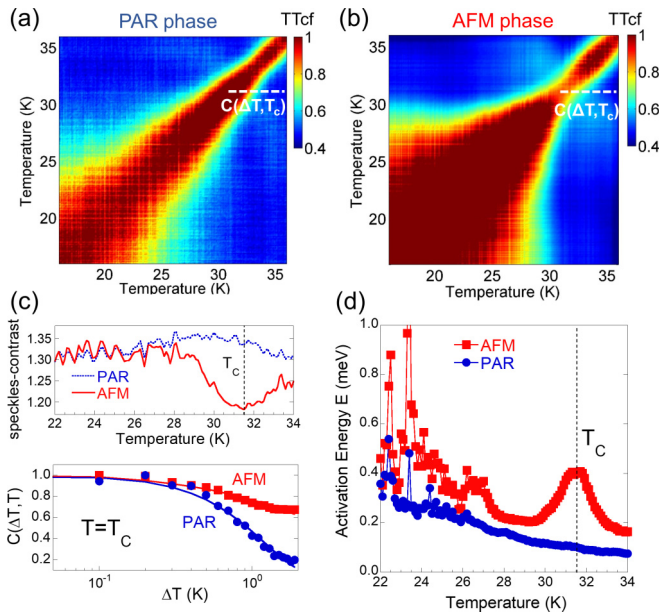 (a)
PAR phase
TTcf
35
30
25
20
Temperature (K)
C(ΔT,Tc)
20 25 30 35
Temperature (K)
1
0.8
0.6
0.4
(b)
AFM phase
TTcf
35
30
25
20
Temperature (K)
C(ΔT,Tc)
20 25 30 35
Temperature (K)
1
0.8
0.6
0.4
(c)
speckles-contrast
1.35
1.30
1.25
1.20
PAR
AFM
TC
22 24 26 28 30 32 34
Temperature (K)
C(ΔT,T)
1.0
0.8
0.6
0.4
0.2
AFM
PAR
T=TC
10-1 100
ΔT (K)
(d)
Activation Energy E (meV)
1.0
0.8
0.6
0.4
0.2
0
AFM
PAR
TC
22 24 26 28 30 32 34
Temperature (K)